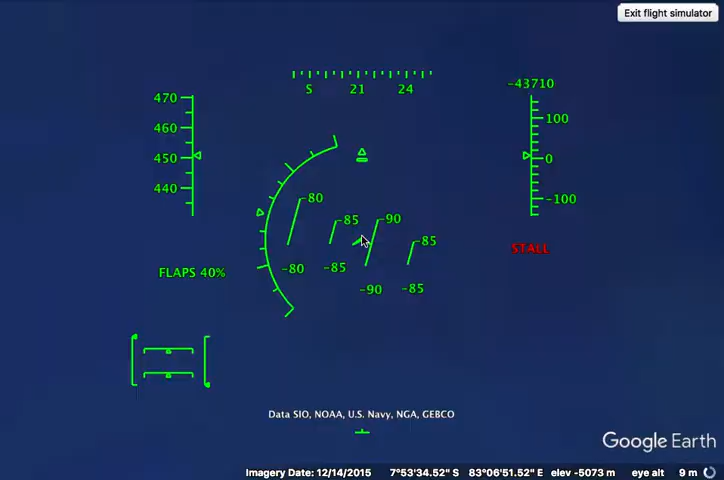 Exit flight simulator
-43710
470
460
450
440
S 21 24
100
0
-100
-80
-85
-90
-85
-80
-85
-90
-85
STALL
FLAPS 40%
Data SIO, NOAA, U.S. Navy, NGA, GEBCO
Google Earth
Imagery Date: 12/14/2015 7°53'34.52" S 83°06'51.52" E elev -5073 m eye alt 9 m